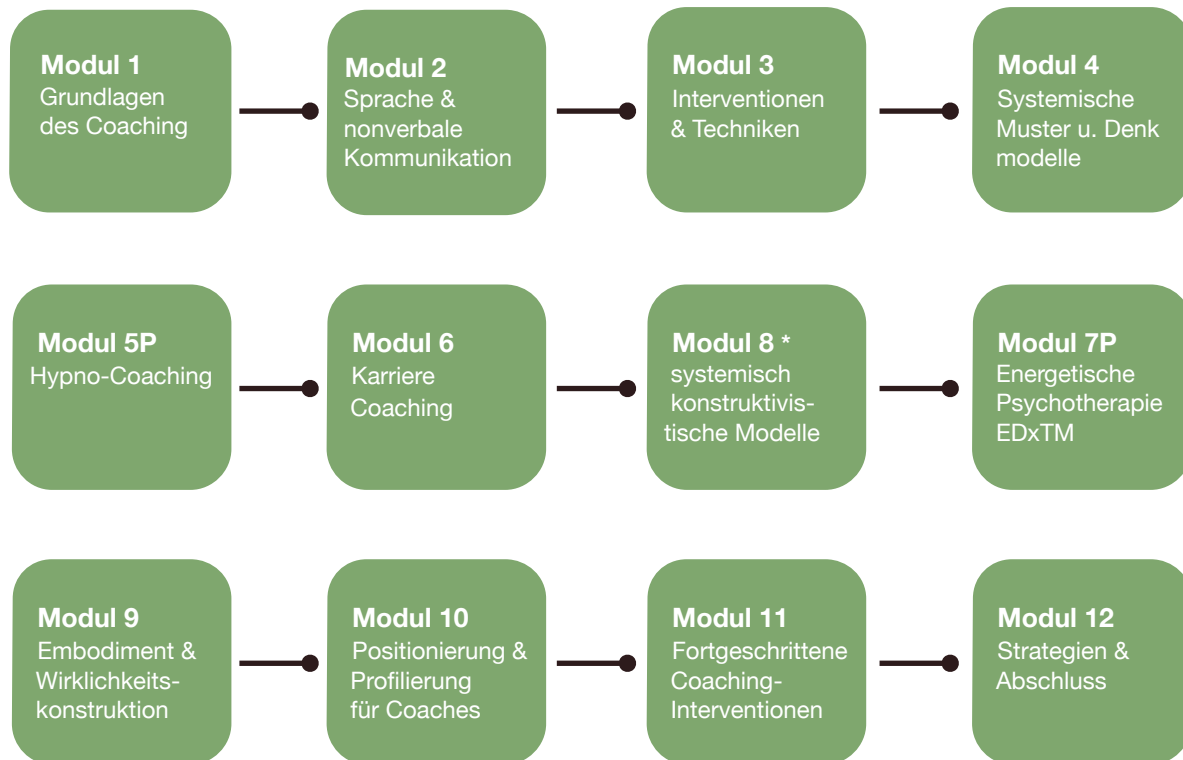 Modul 1
Grundlagen
des Coaching
Modul 2
Sprache &
nonverbale
Kommunikation
Modul 3
Interventionen
& Techniken
Modul 4
Systemische
Muster u. Denk
modelle
Modul 5P
Hypno-Coaching
Modul 6
Karriere
Coaching
Modul 8 *
systemisch
konstruktivis-
tische Modelle
Modul 7P
Energetische
Psychotherapie
EDxTM
Modul 9
Embodiment &
Wirklichkeits-
konstruktion
Modul 10
Positionierung &
Profilierung
für Coaches
Modul 11
Fortgeschrittene
Coaching-
Interventionen
Modul 12
Strategien &
Abschluss